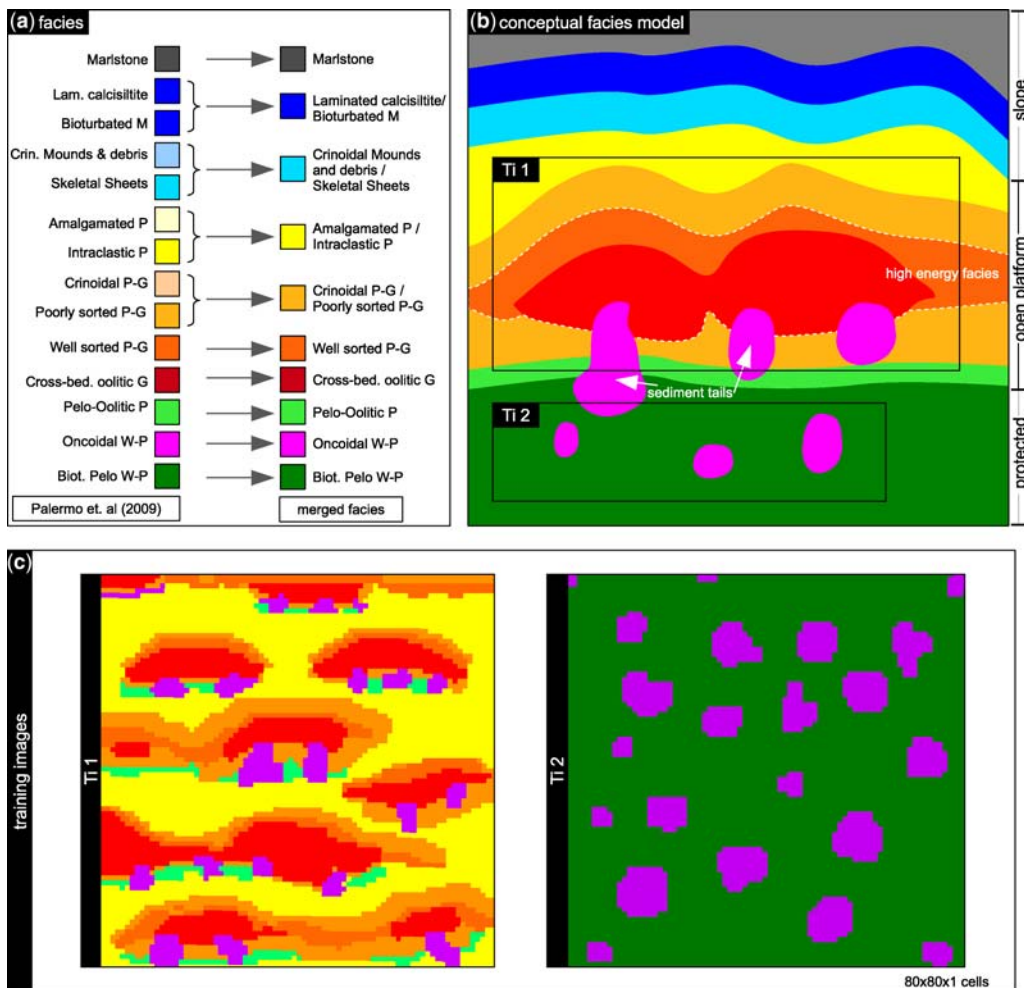 (a) facies
Marlstone
Lam. calcisiltite
Bioturbated M
Crin. Mounds & debris
Skeletal Sheets
Amalgamated P
Intraclastic P
Crinoidal P-G
Poorly sorted P-G
Well sorted P-G
Cross-bed. oolitic G
Pelo-Oolitic P
Oncoidal W-P
Biot. Pelo W-P
Palermo et. al (2009)
Marlstone
Laminated calcisiltite/
Bioturbated M
Crinoidal Mounds
and debris /
Skeletal Sheets
Amalgamated P /
Intraclastic P
Crinoidal P-G /
Poorly sorted P-G
Well sorted P-G
Cross-bed. oolitic G
Pelo-Oolitic P
Oncoidal W-P
Biot. Pelo W-P
merged facies
(b) conceptual facies model
Ti 1
high energy facies
sediment tails
Ti 2
slope
open platform
protected
(c)
training images
Ti 1
Ti 2
80x80x1 cells